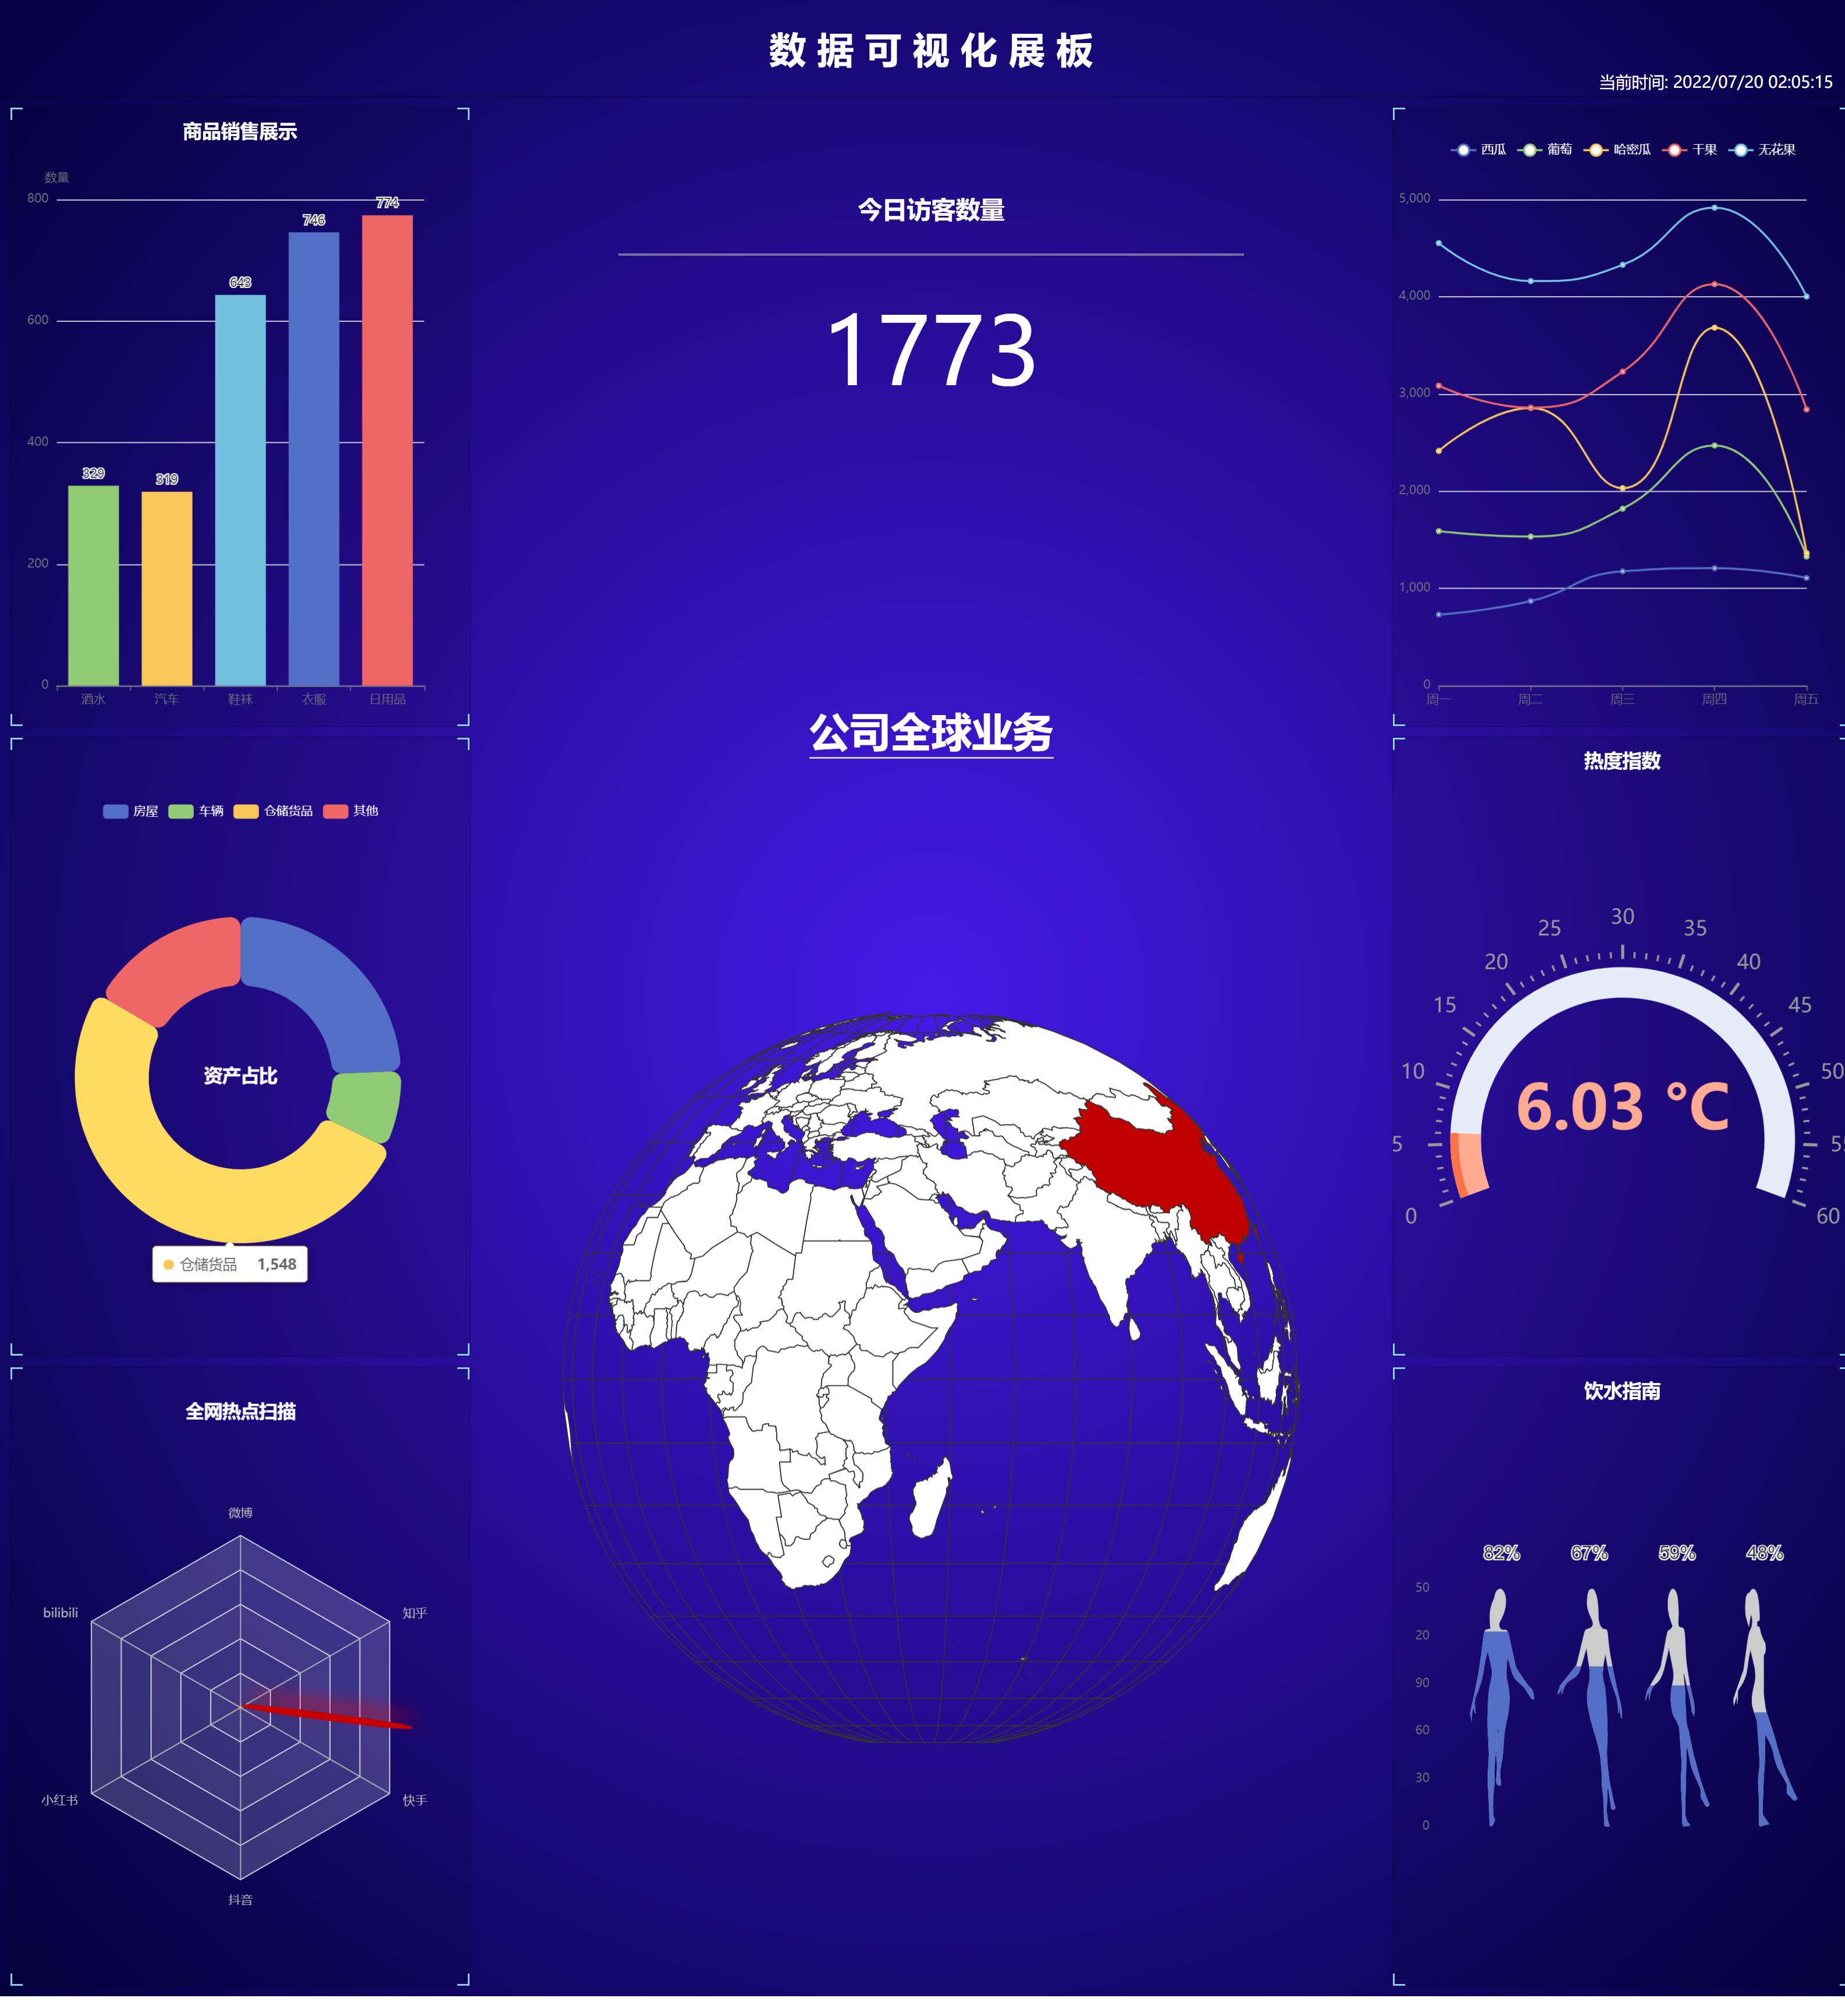 数据可视化展板
当前时间: 2022/07/20 02:05:15
商品销售展示
数量
800
600
400
200
0
329
319
643
746
774
酒水 汽车 鞋袜 衣服 日用品
房屋 车辆 仓储货品 其他
资产占比
仓储货品 1,548
全网热点扫描
微博
bilibili
知乎
小红书
快手
抖音
今日访客数量
1773
公司全球业务
西瓜 葡萄 哈密瓜 干果 无花果
5,000
4,000
3,000
2,000
1,000
0
周一 周二 周三 周四 周五
热度指数
0
5
10
15
20
25
30
35
40
45
50
60
6.03 °C
饮水指南
82% 67% 59% 48%
50
20
90
60
30
0